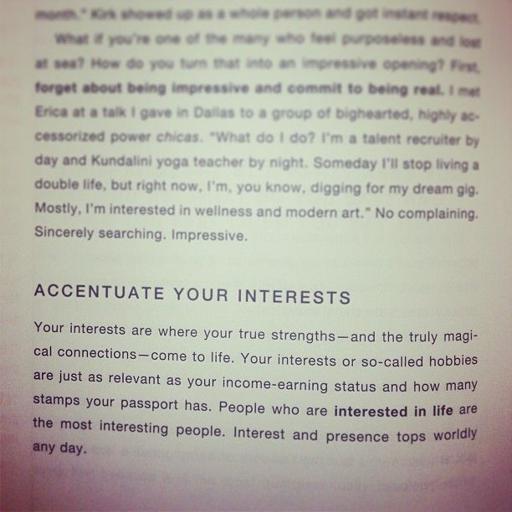 month." Kirk showed up as a whole person and got instant respect.
What if you're one of the many who feel purposeless and lost
at sea? How do you turn that into an impressive opening? First,
forget about being impressive and commit to being real. I met
Erica at a talk I gave in Dallas to a group of bighearted, highly ac-
cessorized power chicas. "What do I do? I'm a talent recruiter by
day and Kundalini yoga teacher by night. Someday I'll stop living a
double life, but right now, I'm, you know, digging for my dream gig.
Mostly, I'm interested in wellness and modern art." No complaining.
Sincerely searching. Impressive.
ACCENTUATE YOUR INTERESTS
Your interests are where your true strengths—and the truly magi-
cal connections—come to life. Your interests or so-called hobbies
are just as relevant as your income-earning status and how many
stamps your passport has. People who are interested in life are
the most interesting people. Interest and presence tops worldly
any day.